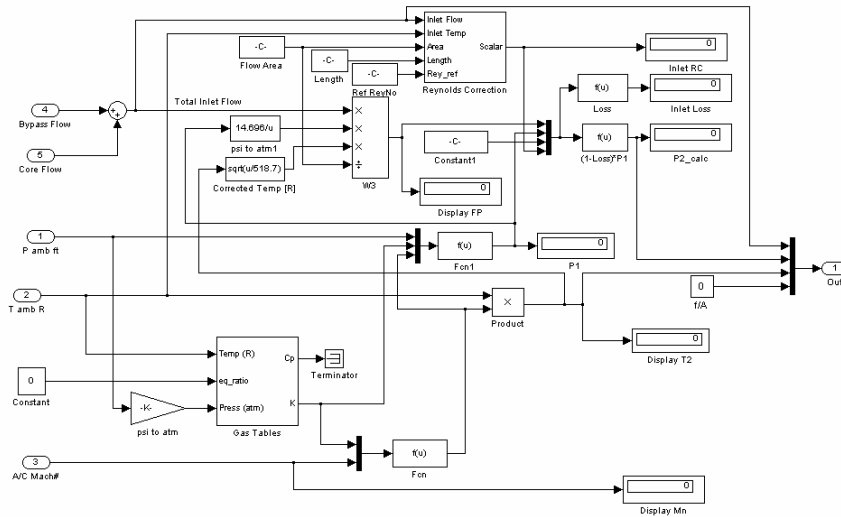 Inlet Flow
Inlet Temp
Area
Length
Rey_ref
Scalar
Reynolds Correction
-C-
Flow Area
-C-
Length
-C-
Ref ReyNo
0
Inlet RC
4
Bypass Flow
5
Core Flow
Total Inlet Flow
14.696/u
psi to atm1
sqrt(u/518.7)
Corrected Temp [R]
W3
-C-
Constant1
f(u)
Loss
0
Inlet Loss
f(u)
(1-Loss)*P1
0
P2_calc
0
Display FP
1
P amb ft
f(u)
Fcn1
0
P1
1
Out
2
T amb R
Product
0
f/A
0
Display T2
Temp (R)
eq_ratio
Press (atm)
Cp
K
Gas Tables
Terminator
0
Constant
-K-
psi to atm
3
A/C Mach#
f(u)
Fcn
0
Display Mn